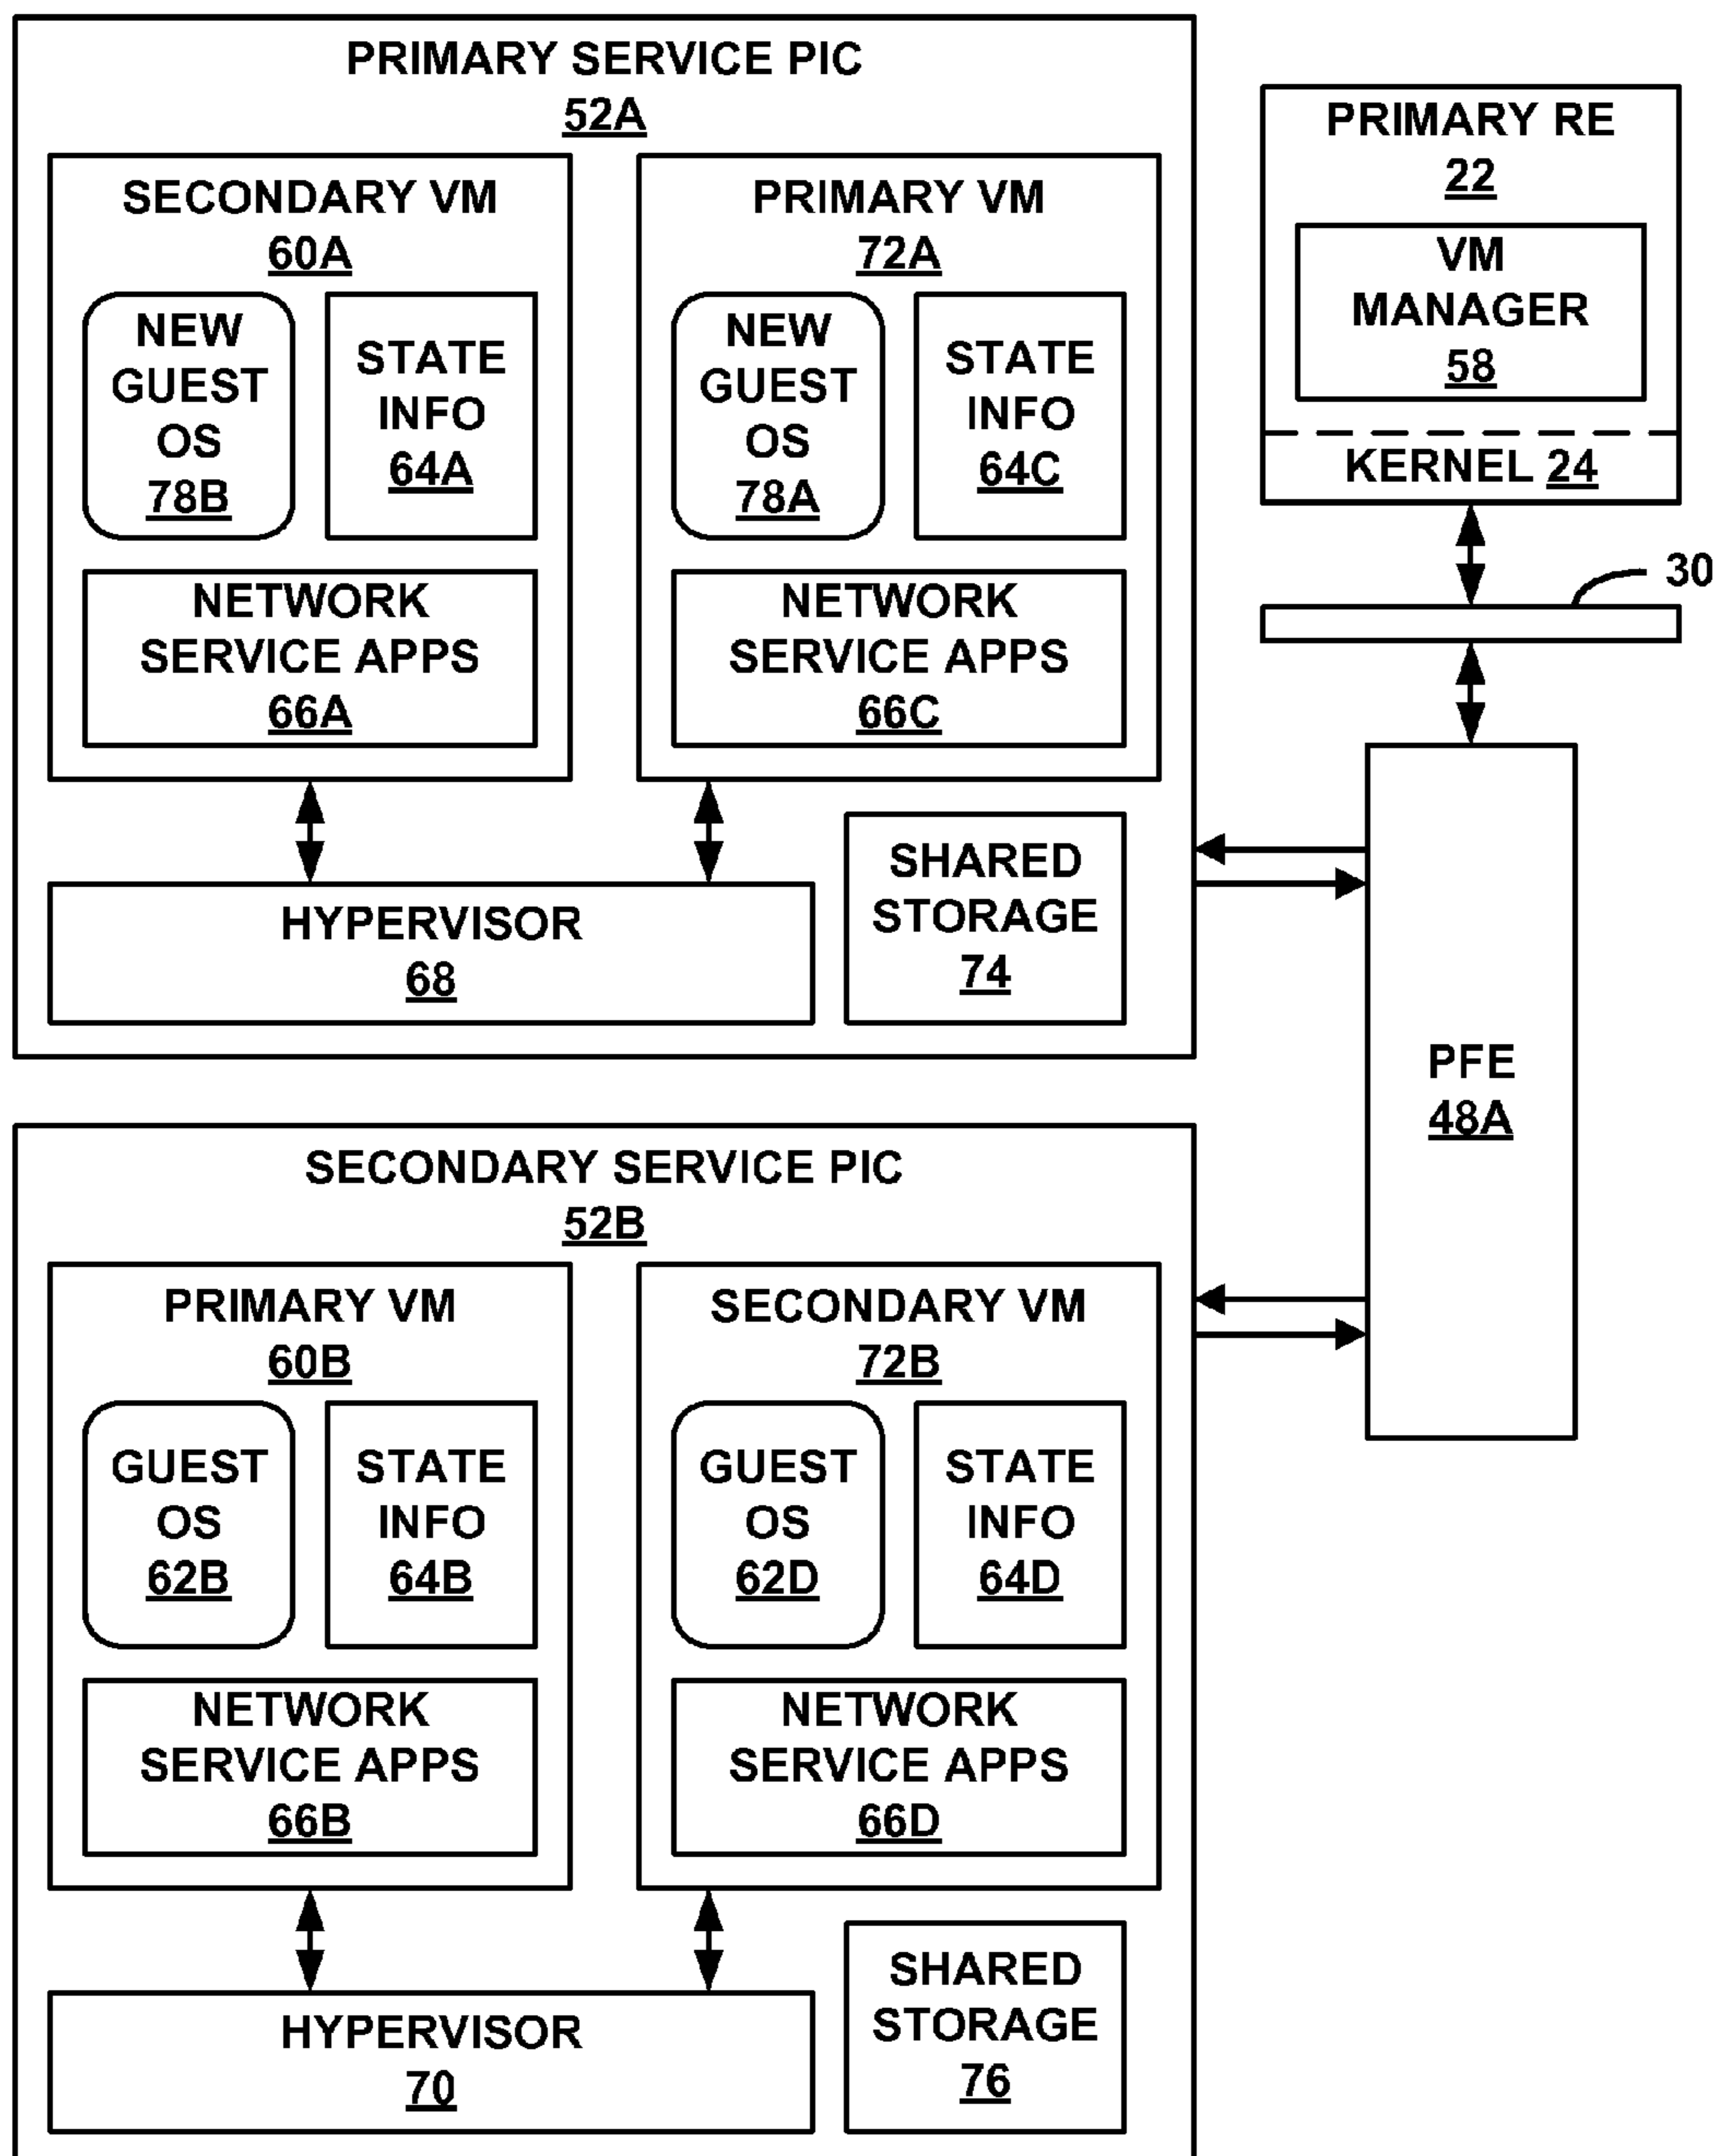 PRIMARY SERVICE PIC
52A
SECONDARY VM
60A
NEW
GUEST
OS
78B
STATE
INFO
64A
NETWORK
SERVICE APPS
66A
PRIMARY VM
72A
NEW
GUEST
OS
78A
STATE
INFO
64C
NETWORK
SERVICE APPS
66C
HYPERVISOR
68
SHARED
STORAGE
74
PRIMARY RE
22
VM
MANAGER
58
KERNEL 24
30
PFE
48A
SECONDARY SERVICE PIC
52B
PRIMARY VM
60B
GUEST
OS
62B
STATE
INFO
64B
NETWORK
SERVICE APPS
66B
SECONDARY VM
72B
GUEST
OS
62D
STATE
INFO
64D
NETWORK
SERVICE APPS
66D
HYPERVISOR
70
SHARED
STORAGE
76